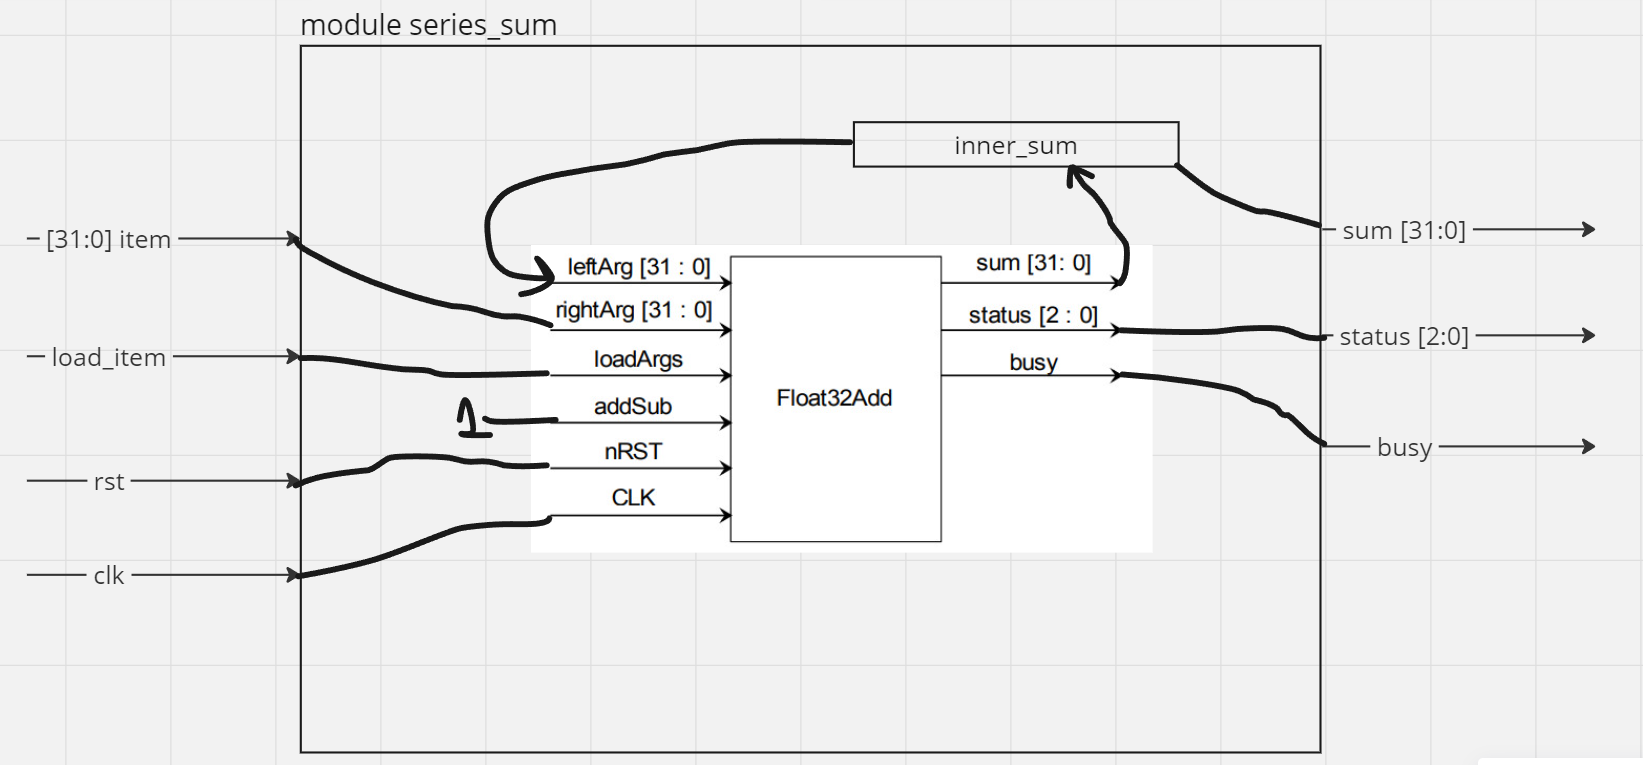 module series_sum
inner_sum
[31:0] item
sum [31:0]
leftArg [31 : 0]
sum [31: 0]
rightArg [31 : 0]
status [2 : 0]
status [2:0]
load_item
loadArgs
busy
1
addSub
Float32Add
busy
rst
nRST
CLK
clk